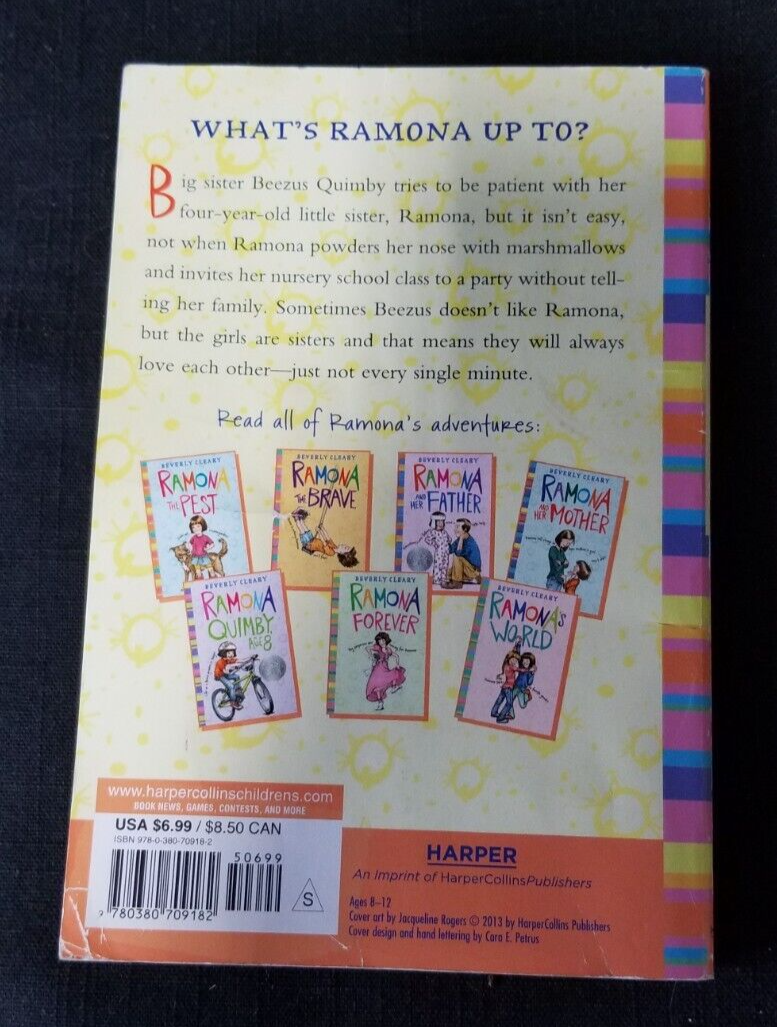 WHAT'S RAMONA UP TO?
Big sister Beezus Quimby tries to be patient with her
four-year-old little sister, Ramona, but it isn't easy,
not when Ramona powders her nose with marshmallows
and invites her nursery school class to a party without tell-
ing her family. Sometimes Beezus doesn't like Ramona,
but the girls are sisters and that means they will always
love each other—just not every single minute.
Read all of Ramona's adventures:
BEVERLY CLEARY
RAMONA
THE PEST
BEVERLY CLEARY
RAMONA
THE BRAVE
BEVERLY CLEARY
RAMONA
AND HER FATHER
BEVERLY CLEARY
RAMONA
AND HER MOTHER
BEVERLY CLEARY
RAMONA
QUIMBY,
AGE 8
BEVERLY CLEARY
RAMONA
FOREVER
BEVERLY CLEARY
RAMONA'S
WORLD
www.harpercollinschildrens.com
BOOK NEWS, GAMES, CONTESTS, AND MORE
USA $6.99 / $8.50 CAN
ISBN 978-0-380-70918-2
50699
9 780380 709182
S
HARPER
An Imprint of HarperCollinsPublishers
Ages 8–12
Cover art by Jacqueline Rogers © 2013 by HarperCollins Publishers
Cover design and hand lettering by Cara E. Petrus